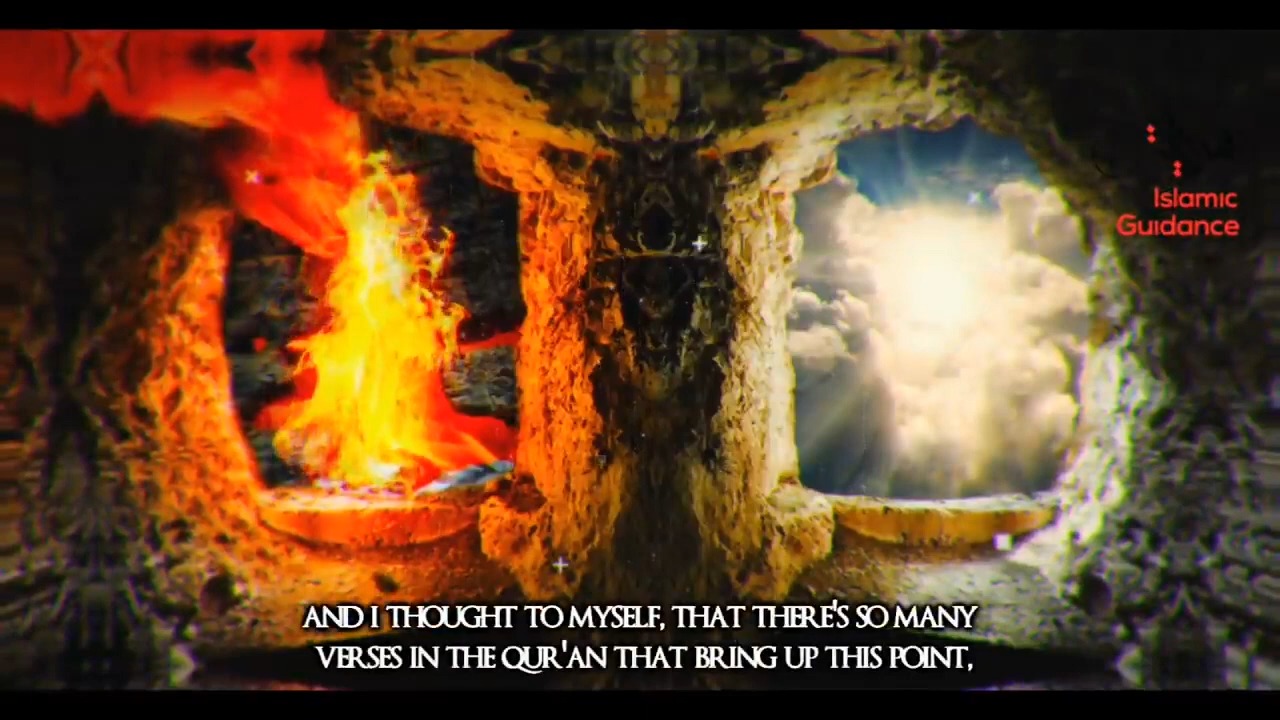 Islamic
Guidance
AND I THOUGHT TO MYSELF, THAT THERE'S SO MANY
VERSES IN THE QUR'AN THAT BRING UP THIS POINT,